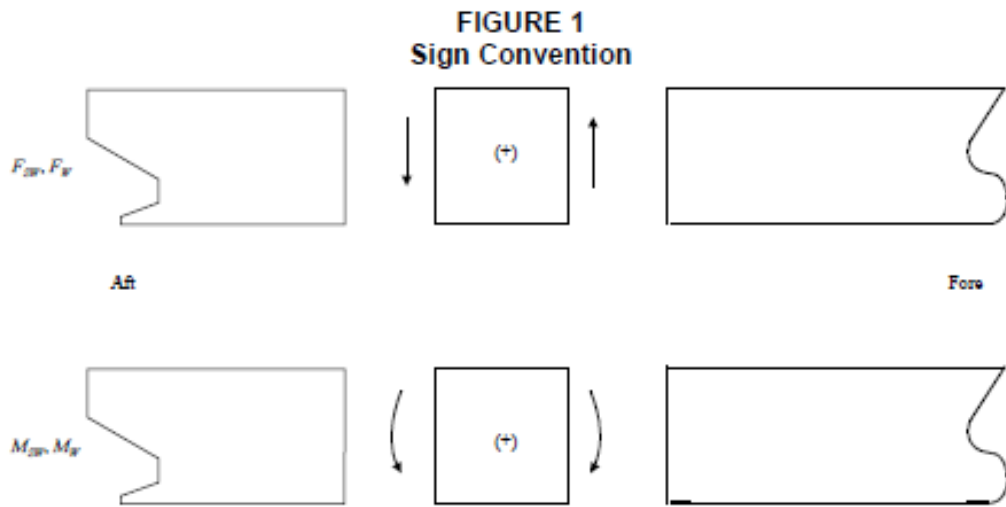 FIGURE 1
Sign Convention
F_SW, F_W
(+)
Aft
Fore
M_SW, M_W
(+)